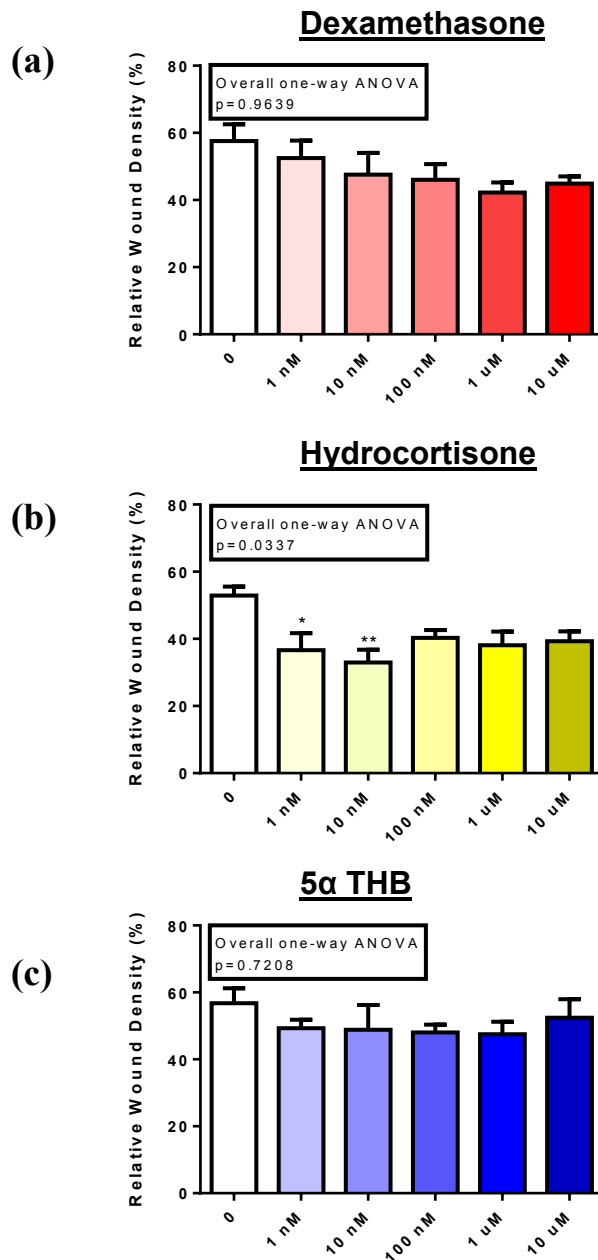 Dexamethasone
(a)
Relative Wound Density (%)
80
60
40
20
0
Overall one-way ANOVA
p=0.9639
0
1 nM
10 nM
100 nM
1 uM
10 uM
Hydrocortisone
(b)
Relative Wound Density (%)
80
60
40
20
0
Overall one-way ANOVA
p=0.0337
*
**
0
1 nM
10 nM
100 nM
1 uM
10 uM
5α THB
(c)
Relative Wound Density (%)
80
60
40
20
0
Overall one-way ANOVA
p=0.7208
0
1 nM
10 nM
100 nM
1 uM
10 uM